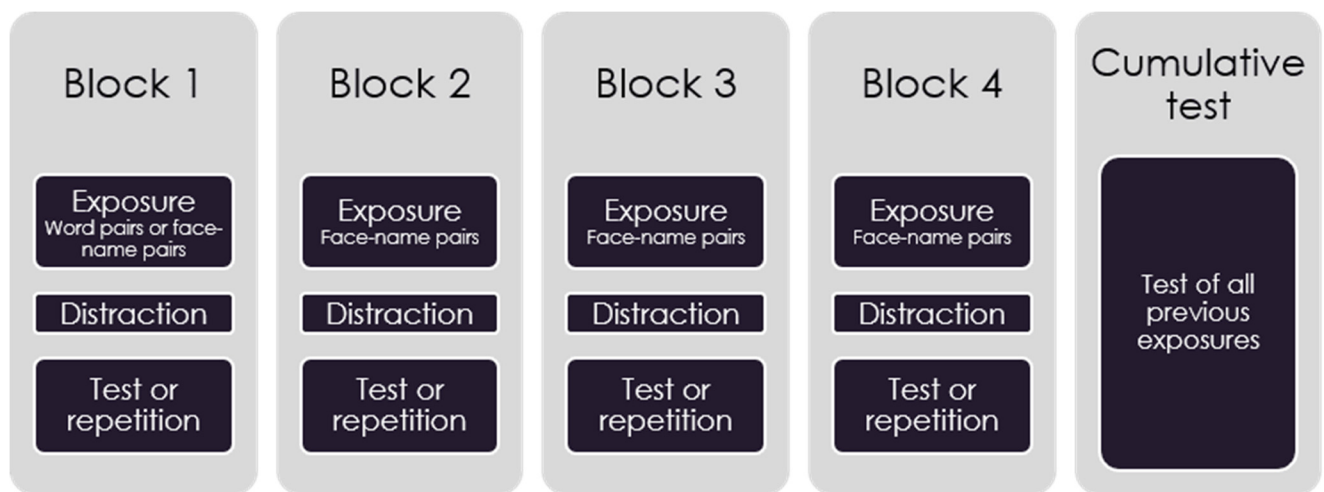 Block 1
Exposure
Word pairs or face-
name pairs
Distraction
Test or
repetition
Block 2
Exposure
Face-name pairs
Distraction
Test or
repetition
Block 3
Exposure
Face-name pairs
Distraction
Test or
repetition
Block 4
Exposure
Face-name pairs
Distraction
Test or
repetition
Cumulative
test
Test of all
previous
exposures